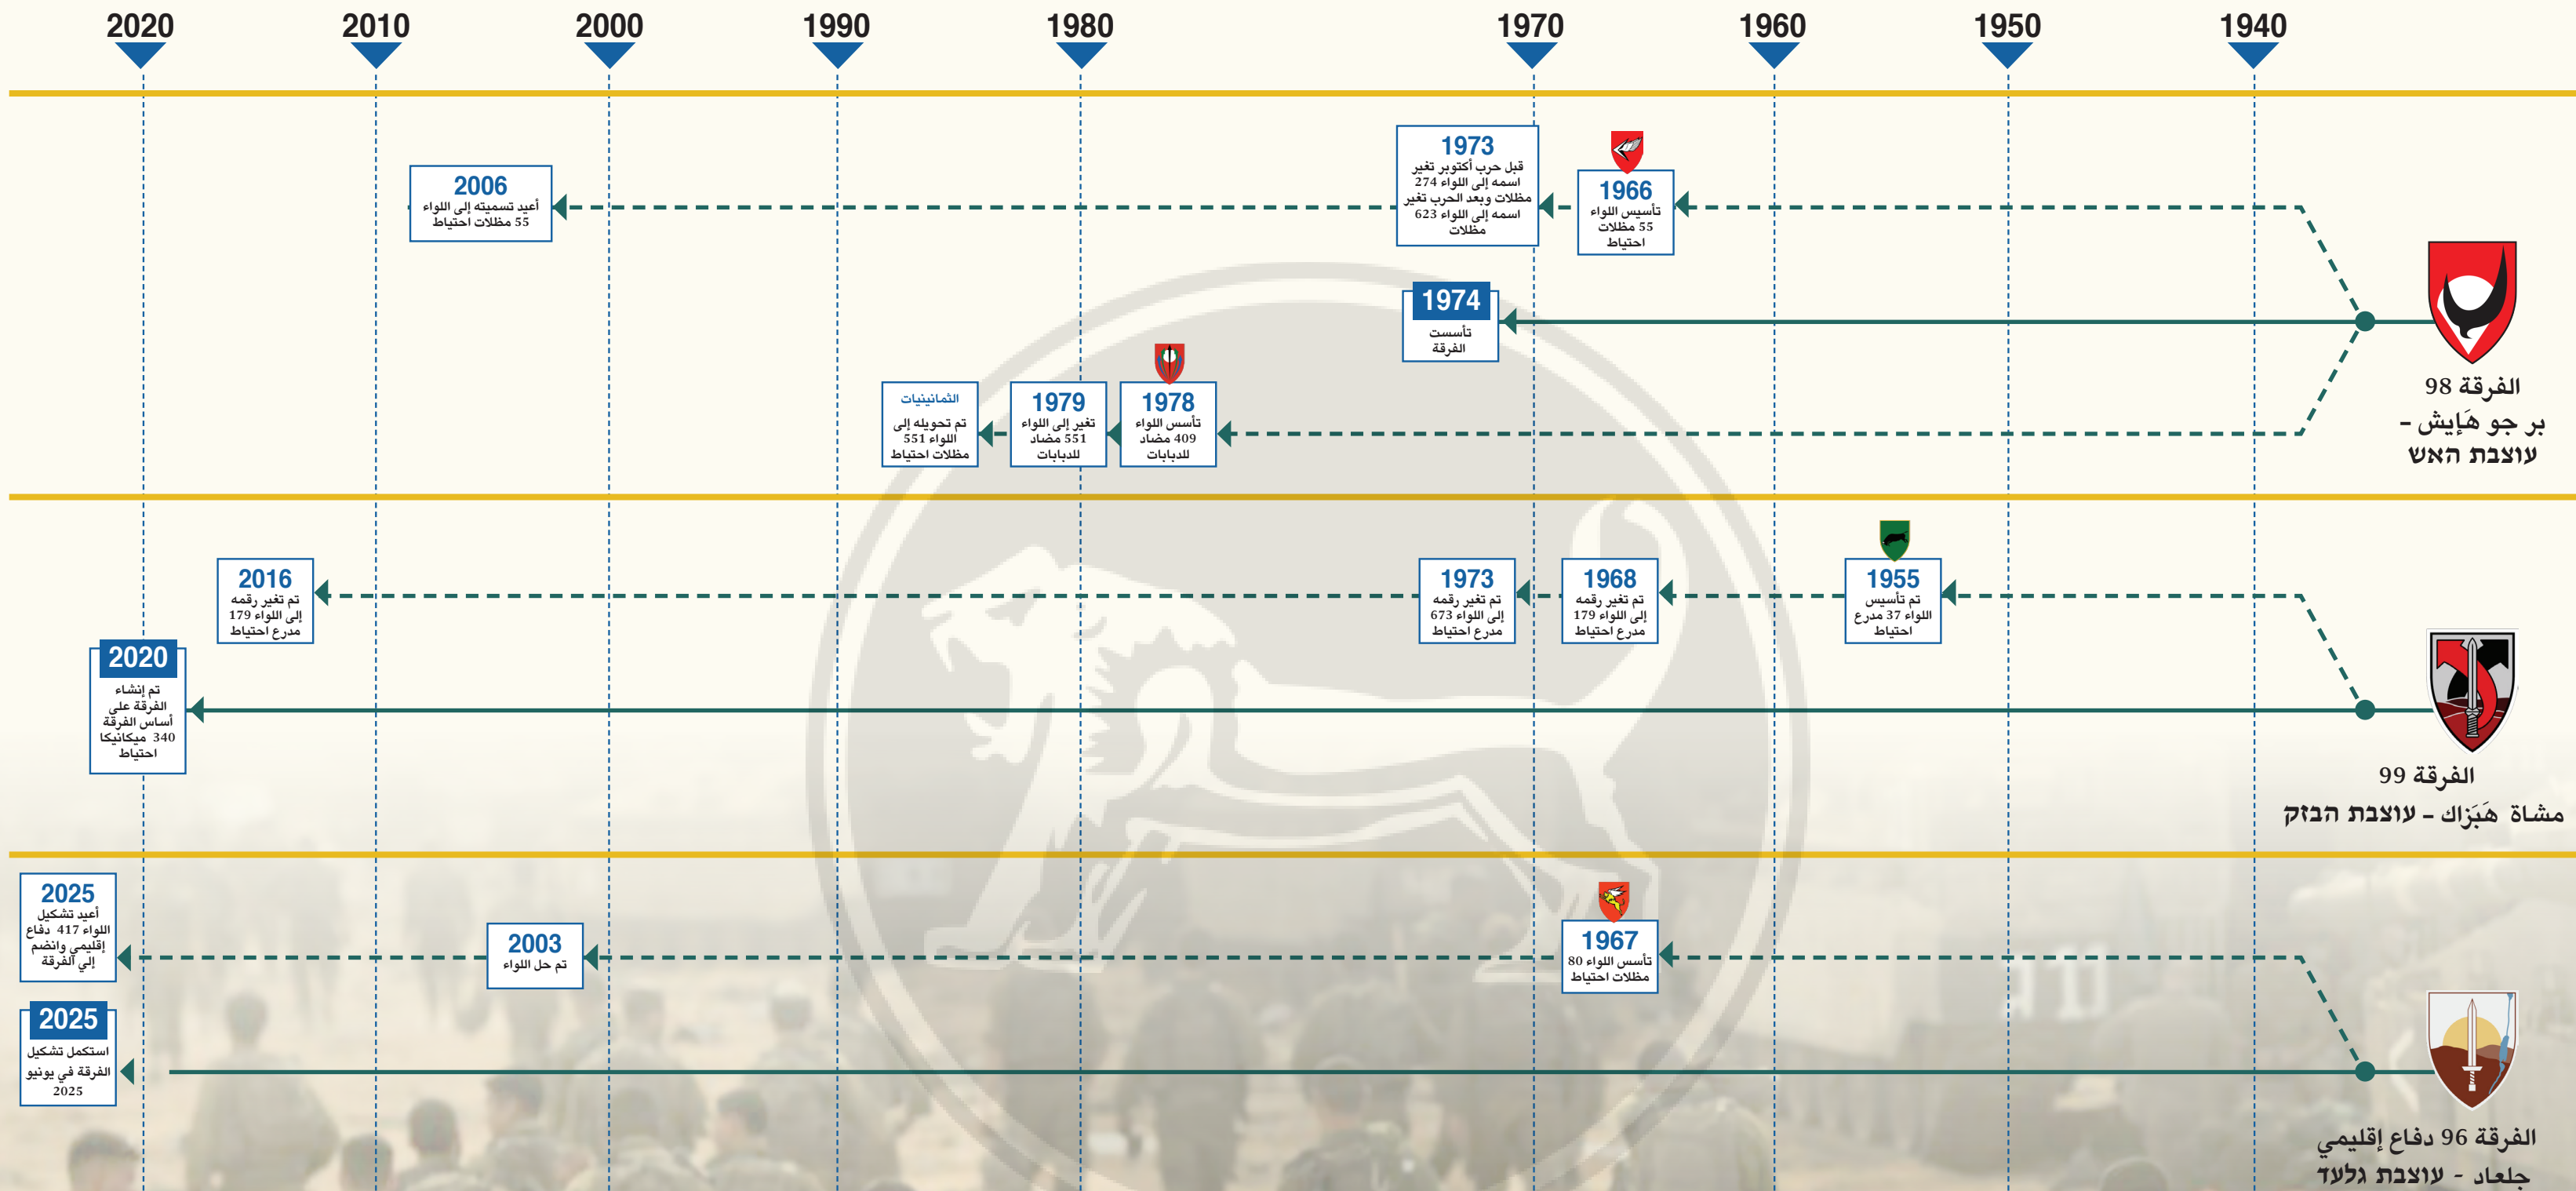 2020 2010 2000 1990 1980 1970 1960 1950 1940
الفرقة 98
بر جو هَإيش –
עוצבת האש
1966
تأسيس اللواء
55 مظلات
احتياط
1973
قبل حرب أكتوبر تغير
اسمه إلى اللواء 274
مظلات وبعد الحرب تغير
اسمه إلى اللواء 623
مظلات
2006
أعيد تسميته إلى اللواء
55 مظلات احتياط
1974
تأسست
الفرقة
1978
تأسس اللواء
409 مضاد
للدبابات
1979
تغير إلى اللواء
551 مضاد
للدبابات
الثمانينيات
تم تحويله إلى
اللواء 551
مظلات احتياط
الفرقة 99
مشاة هَبَزاك – עוצבת הבזק
1955
تم تأسيس
اللواء 37 مدرع
احتياط
1968
تم تغير رقمه
إلى اللواء 179
مدرع احتياط
1973
تم تغير رقمه
إلى اللواء 673
مدرع احتياط
2016
تم تغير رقمه
إلى اللواء 179
مدرع احتياط
2020
تم إنشاء
الفرقة على
أساس الفرقة
340 ميكانيكا
احتياط
الفرقة 96 دفاع إقليمي
جلعاد - עוצבת גלעד
1967
تأسس اللواء 80
مظلات احتياط
2003
تم حل اللواء
2025
أعيد تشكيل
اللواء 417 دفاع
إقليمي وانضم
إلي الفرقة
2025
استكمل تشكيل
الفرقة في يونيو
2025